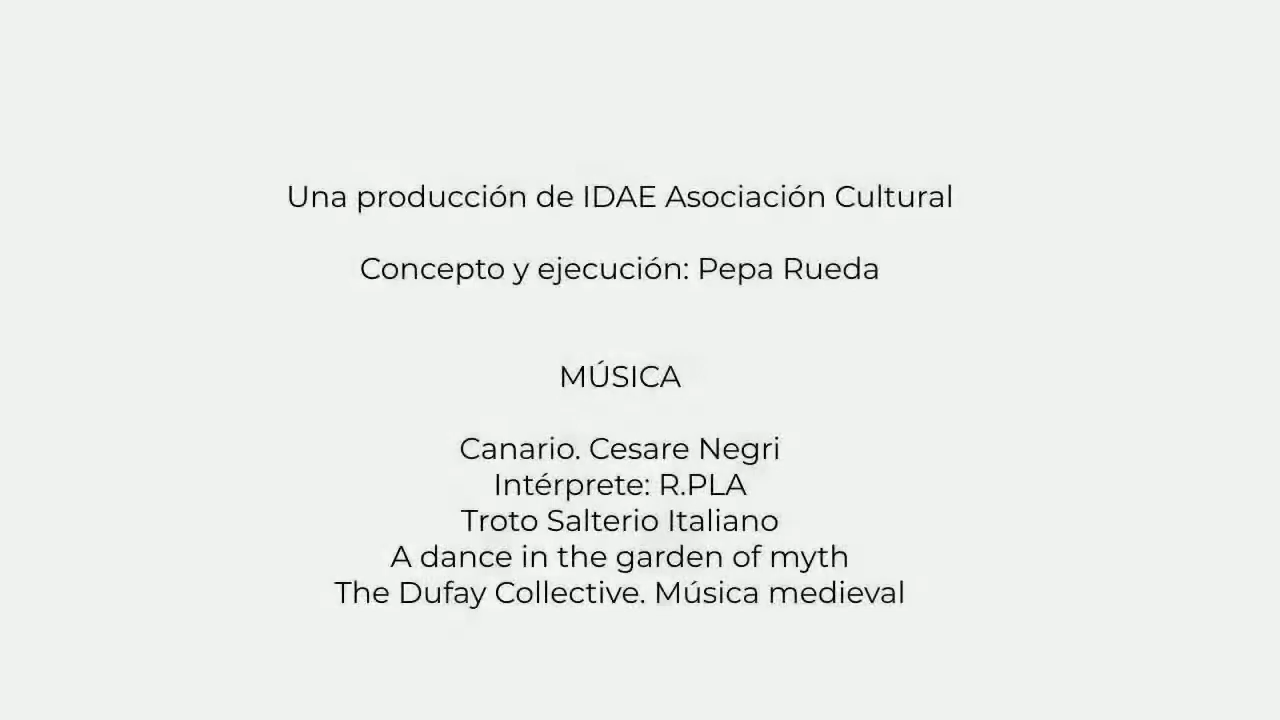 Una producción de IDAE Asociación Cultural
Concepto y ejecución: Pepa Rueda
MÚSICA
Canario. Cesare Negri
Intérprete: R.PLA
Troto Salterio Italiano
A dance in the garden of myth
The Dufay Collective. Música medieval